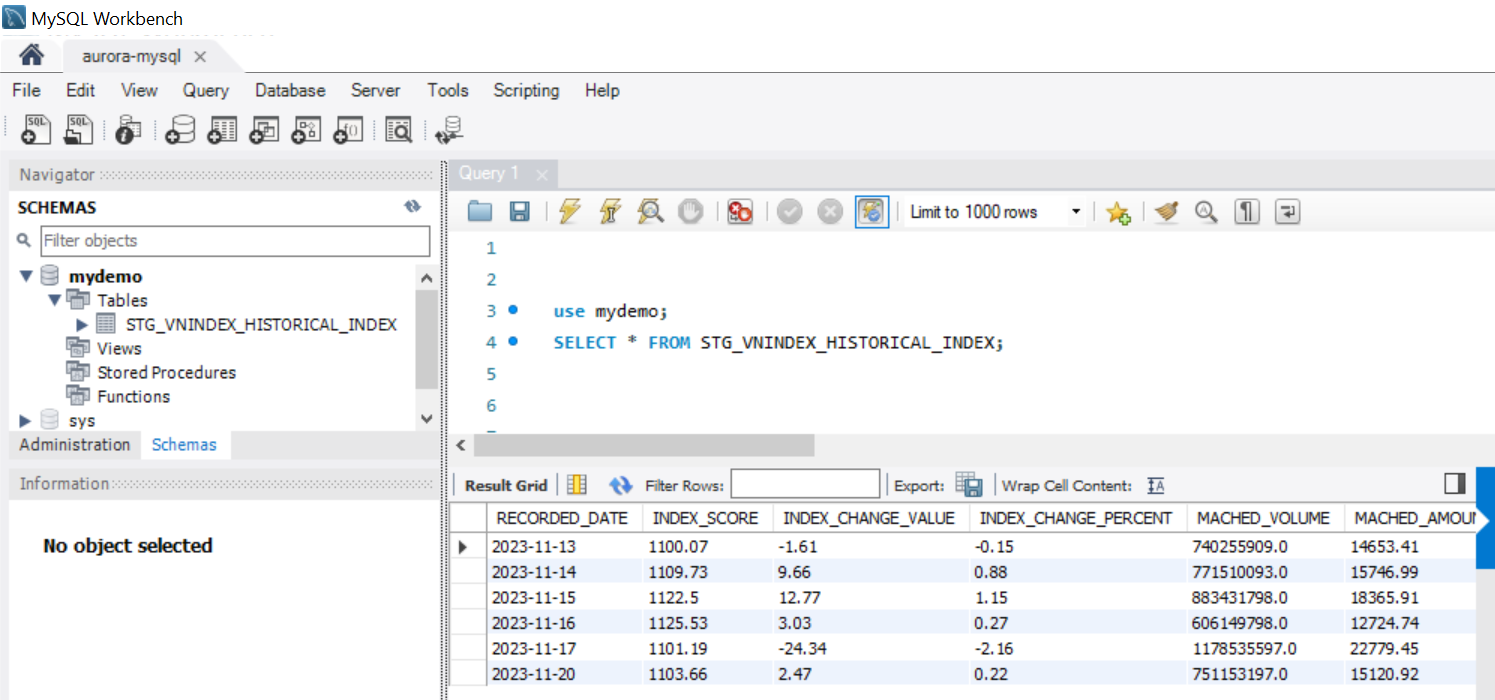 MySQL Workbench
aurora-mysql
File Edit View Query Database Server Tools Scripting Help
SQL SQL
Navigator
SCHEMAS
Filter objects
mydemo
Tables
STG_VNINDEX_HISTORICAL_INDEX
Views
Stored Procedures
Functions
sys
Administration Schemas
Information
No object selected
Query 1
Limit to 1000 rows
1
2
3 use mydemo;
4 SELECT * FROM STG_VNINDEX_HISTORICAL_INDEX;
5
6
Result Grid Filter Rows: Export: Wrap Cell Content:
RECORDED_DATE INDEX_SCORE INDEX_CHANGE_VALUE INDEX_CHANGE_PERCENT MACHED_VOLUME
2023-11-13 1100.07 -1.61 -0.15 740255909.0 14653.41
2023-11-14 1109.73 9.66 0.88 771510093.0 15746.99
2023-11-15 1122.5 12.77 1.15 883431798.0 18365.91
2023-11-16 1125.53 3.03 0.27 606149798.0 12724.74
2023-11-17 1101.19 -24.34 -2.16 1178535597.0 22779.45
2023-11-20 1103.66 2.47 0.22 751153197.0 15120.92